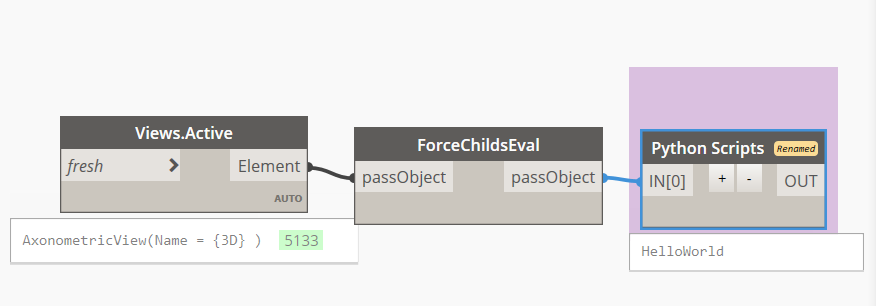 Views.Active
fresh > Element
AUTO
AxonometricView(Name = {3D} ) 5133
ForceChildsEval
passObject passObject
Python Scripts Renamed
IN[0] + - OUT
HelloWorld